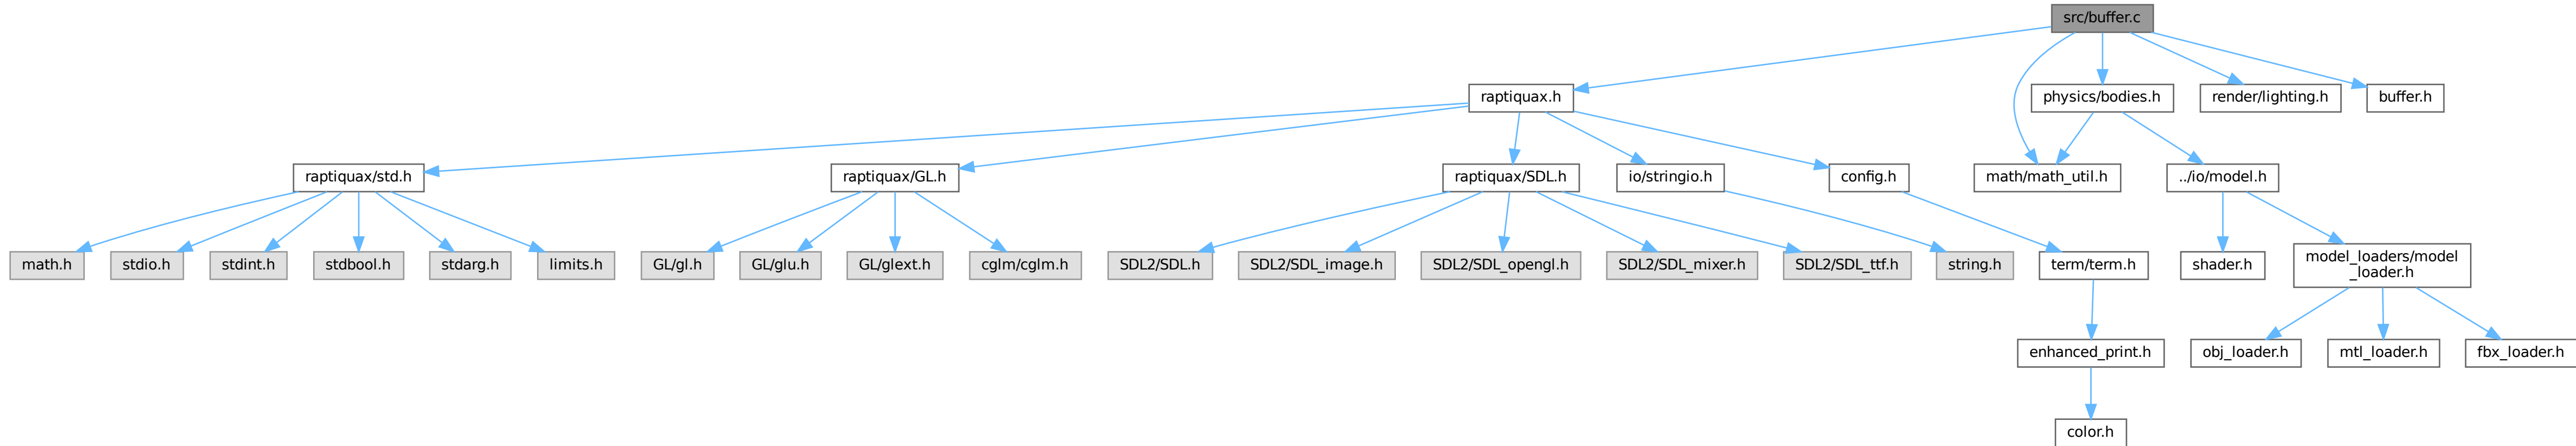 src/buffer.c
raptiquax.h
physics/bodies.h
render/lighting.h
buffer.h
raptiquax/std.h
raptiquax/GL.h
raptiquax/SDL.h
io/stringio.h
config.h
math/math_util.h
../io/model.h
math.h
stdio.h
stdint.h
stdbool.h
stdarg.h
limits.h
GL/gl.h
GL/glu.h
GL/glext.h
cglm/cglm.h
SDL2/SDL.h
SDL2/SDL_image.h
SDL2/SDL_opengl.h
SDL2/SDL_mixer.h
SDL2/SDL_ttf.h
string.h
term/term.h
shader.h
model_loaders/model
_loader.h
enhanced_print.h
obj_loader.h
mtl_loader.h
fbx_loader.h
color.h